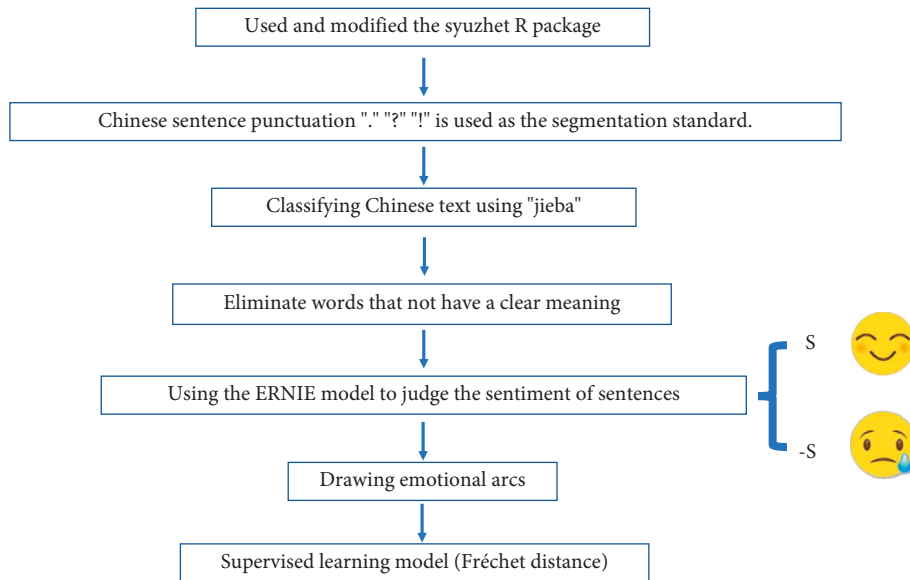 Used and modified the syuzhet R package
Chinese sentence punctuation "." "?" "!" is used as the segmentation standard.
Classifying Chinese text using "jieba"
Eliminate words that not have a clear meaning
S
Using the ERNIE model to judge the sentiment of sentences
-S
Drawing emotional arcs
Supervised learning model (Fréchet distance)